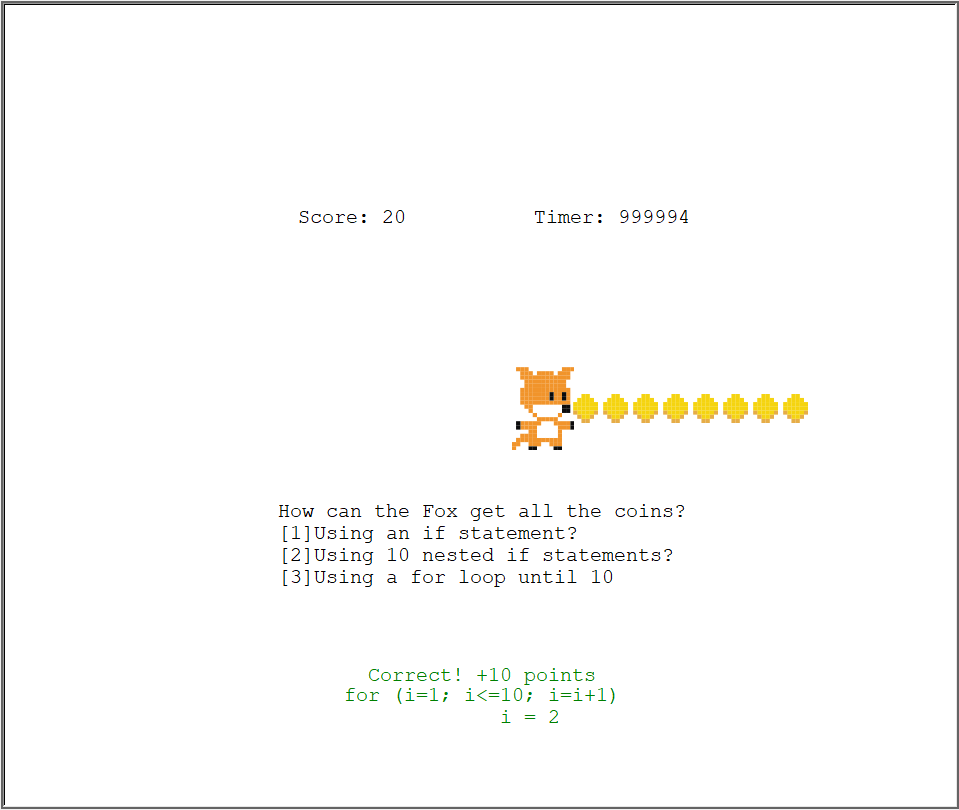 Score: 20 Timer: 999994
How can the Fox get all the coins?
[1]Using an if statement?
[2]Using 10 nested if statements?
[3]Using a for loop until 10
Correct! +10 points
for (i=1; i<=10; i=i+1)
i = 2